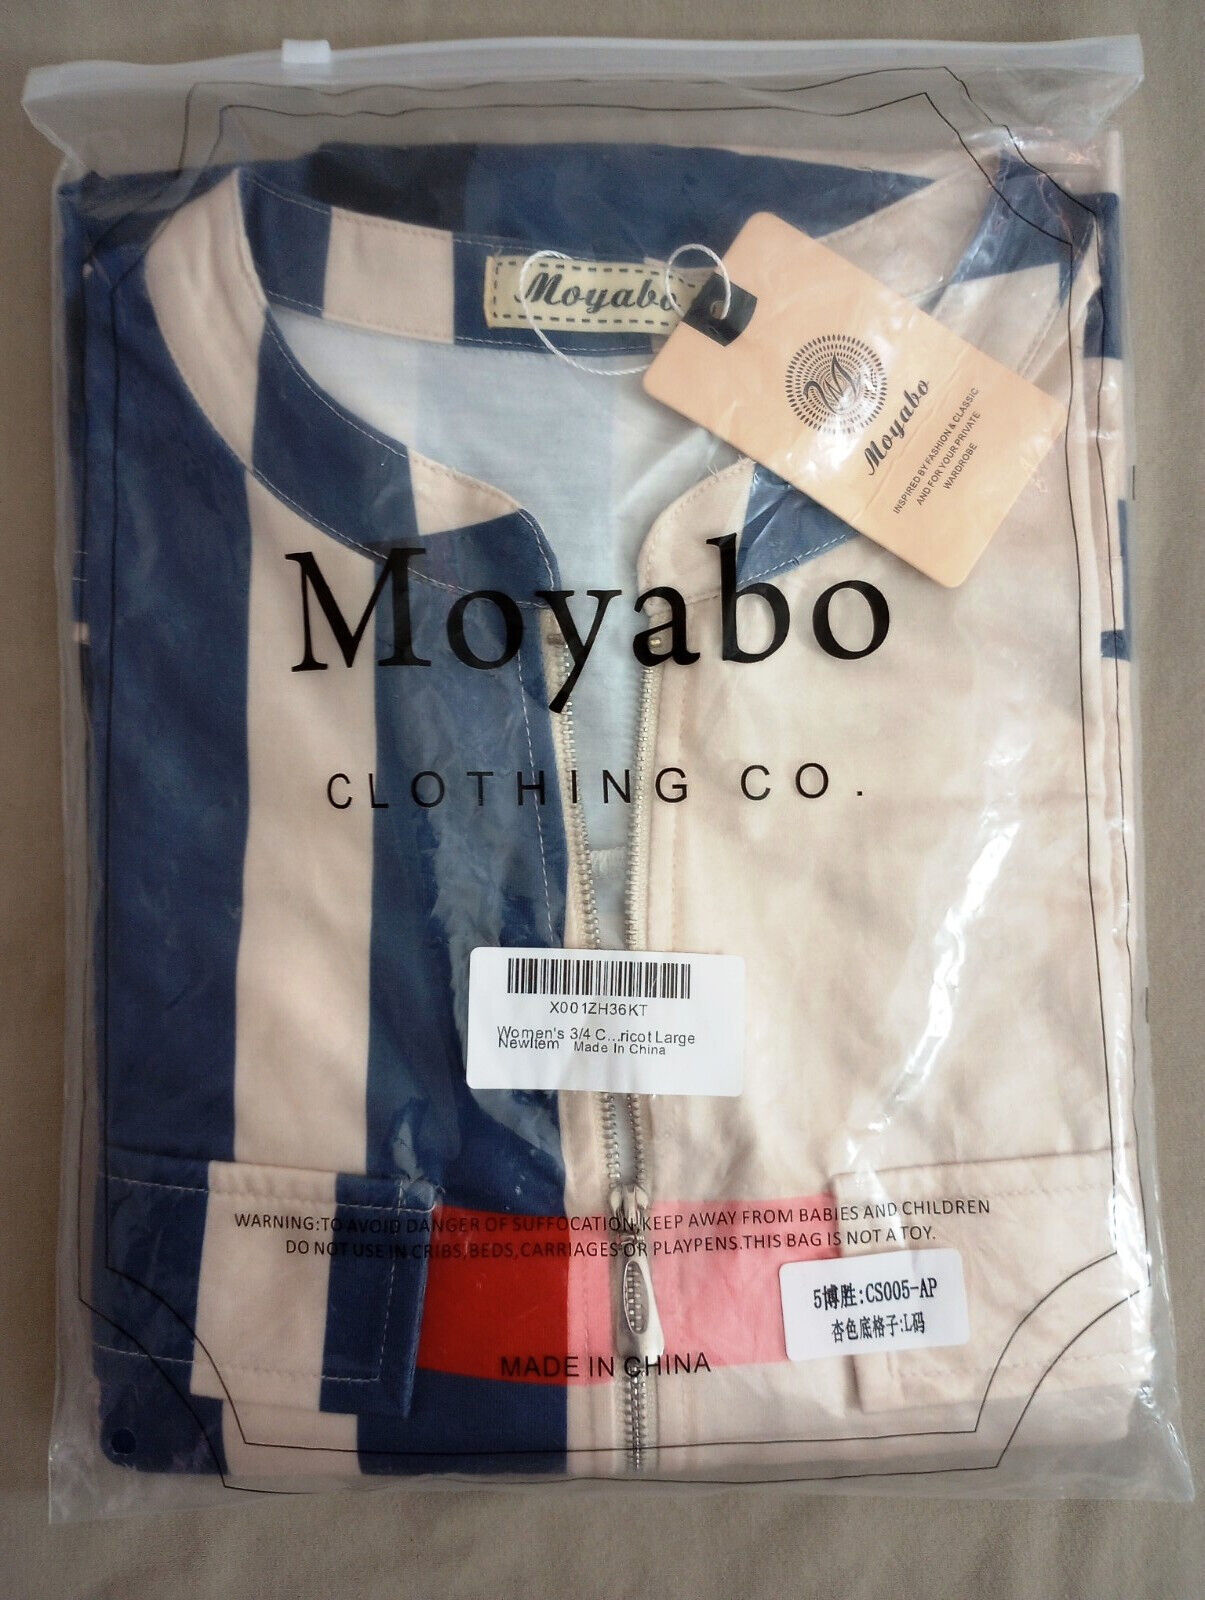 Moyabo
Moyabo
INSPIRED BY FASHION & CLASSIC
AND FOR YOUR PRIVATE
WARDROBE
Moyabo
CLOTHING CO.
X001ZH36KT
Women's 3/4 C...ricot Large
NewItem Made In China
WARNING:TO AVOID DANGER OF SUFFOCATION,KEEP AWAY FROM BABIES AND CHILDREN
DO NOT USE IN CRIBS,BEDS,CARRIAGES OR PLAYPENS.THIS BAG IS NOT A TOY.
5博胜:CS005-AP
杏色底格子:L码
MADE IN CHINA